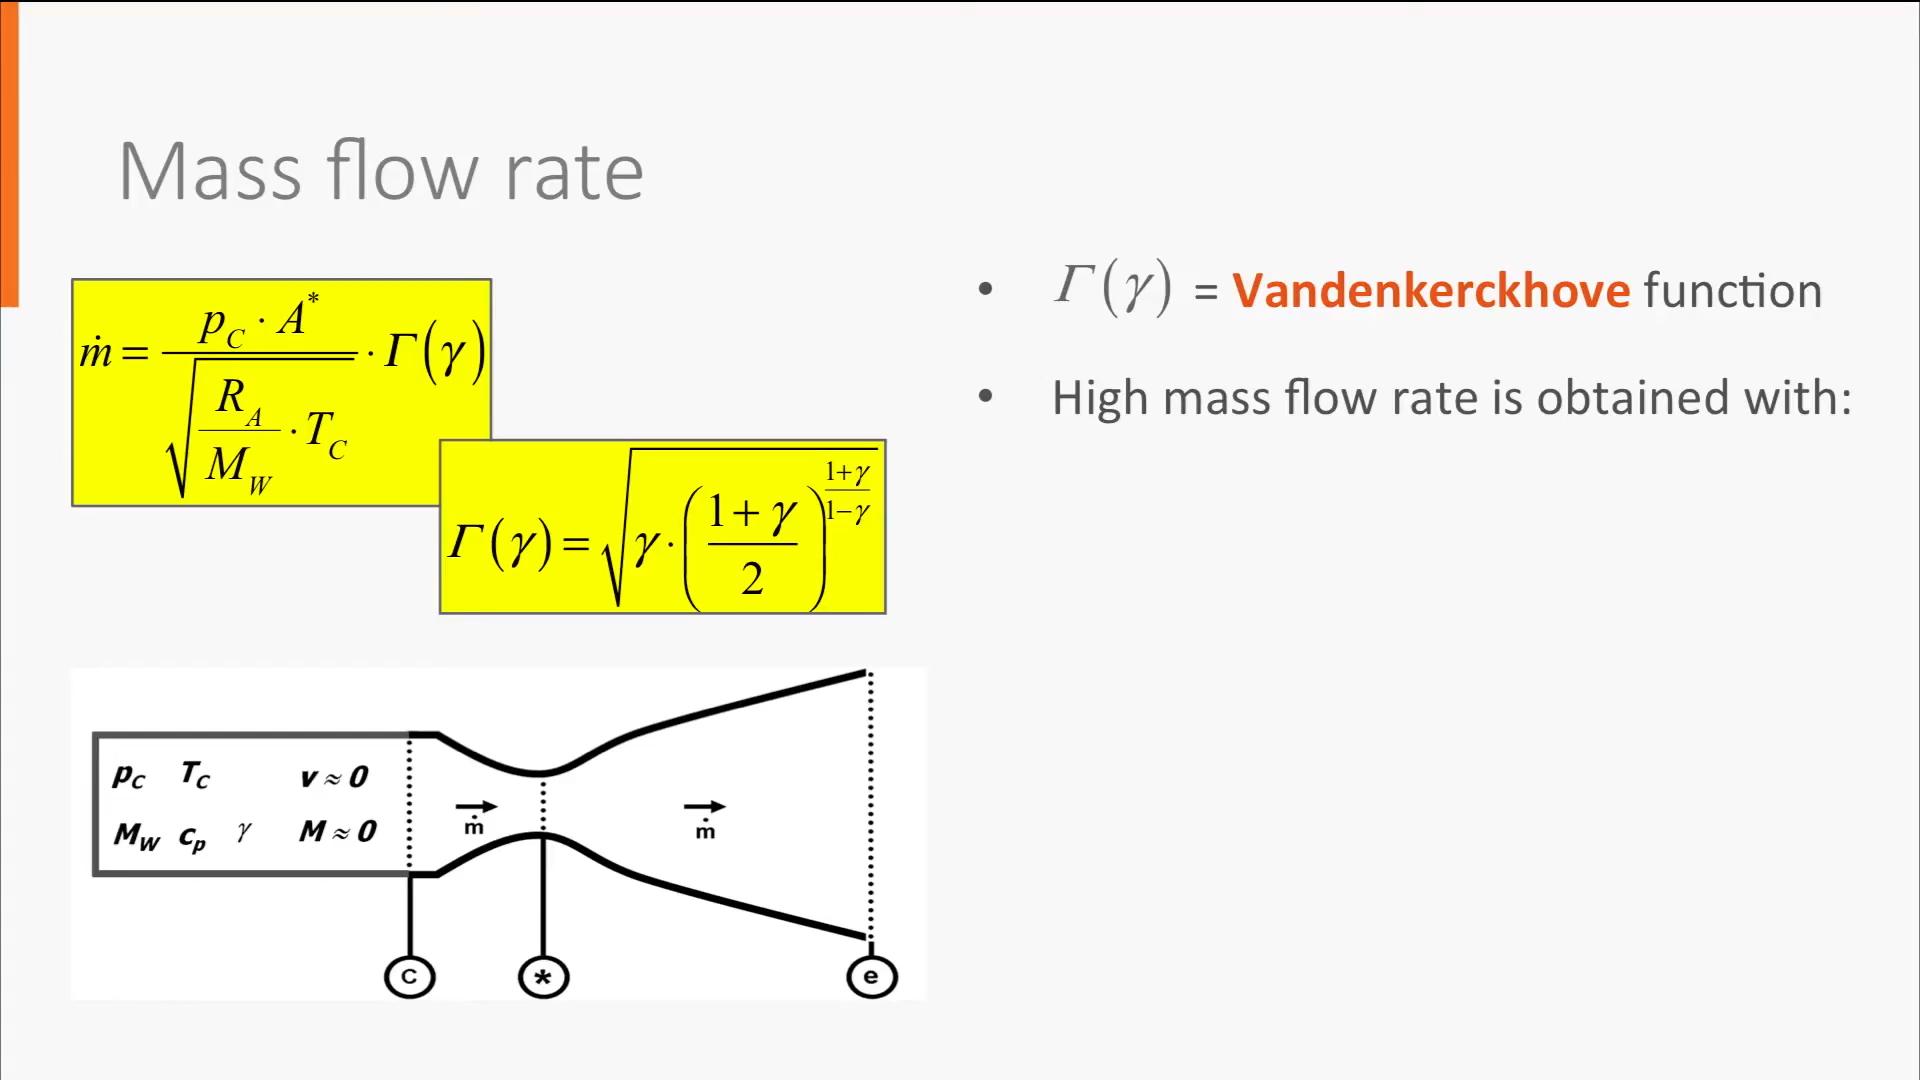 Mass flow rate
ṁ = p_C · A^* / √(R_A / M_W · T_C) · Γ(γ)
Γ(γ) = √(γ · ((1+γ) / 2)^((1+γ)/(1−γ)))
• Γ(γ) = Vandenkerckhove function
• High mass flow rate is obtained with:
p_C T_C v ≈ 0
M_W c_p γ M ≈ 0
ṁ ṁ
C * e